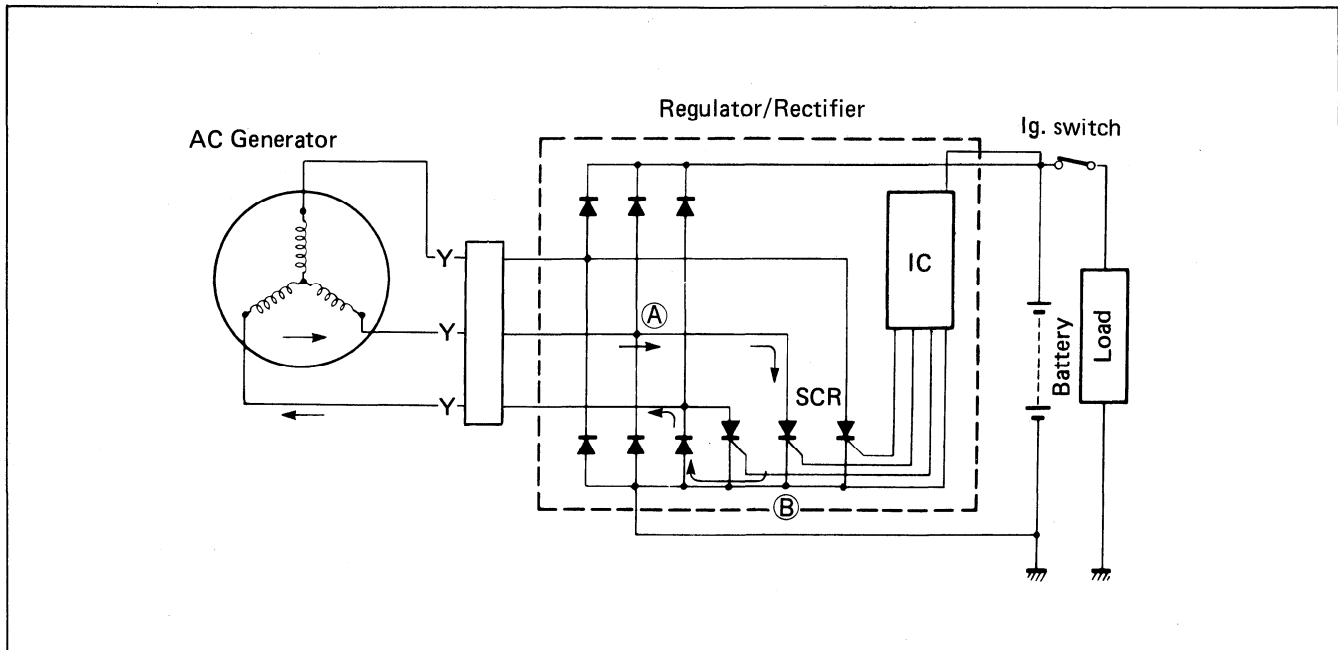 Regulator/Rectifier
Ig. switch
AC Generator
IC
Y
A
Y
Battery
Load
SCR
Y
B